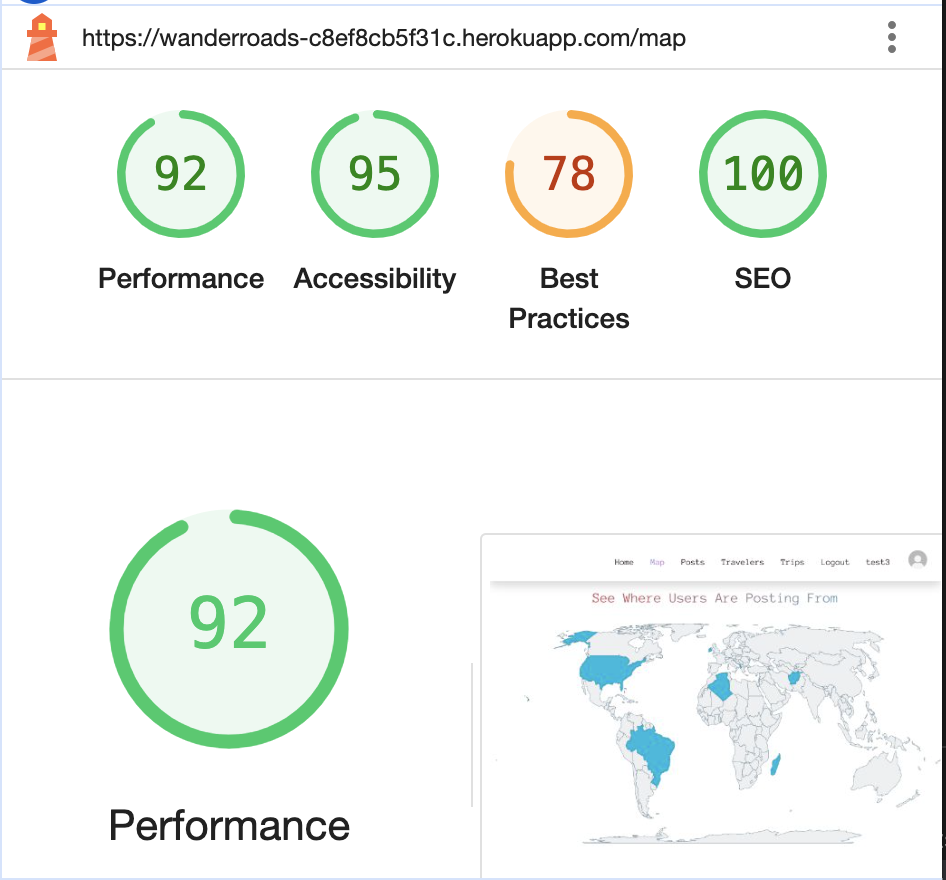 https://wanderroads-c8ef8cb5f31c.herokuapp.com/map
92 95 78 100
Performance Accessibility Best Practices SEO
92
Performance
Home Map Posts Travelers Trips Logout test3
See Where Users Are Posting From